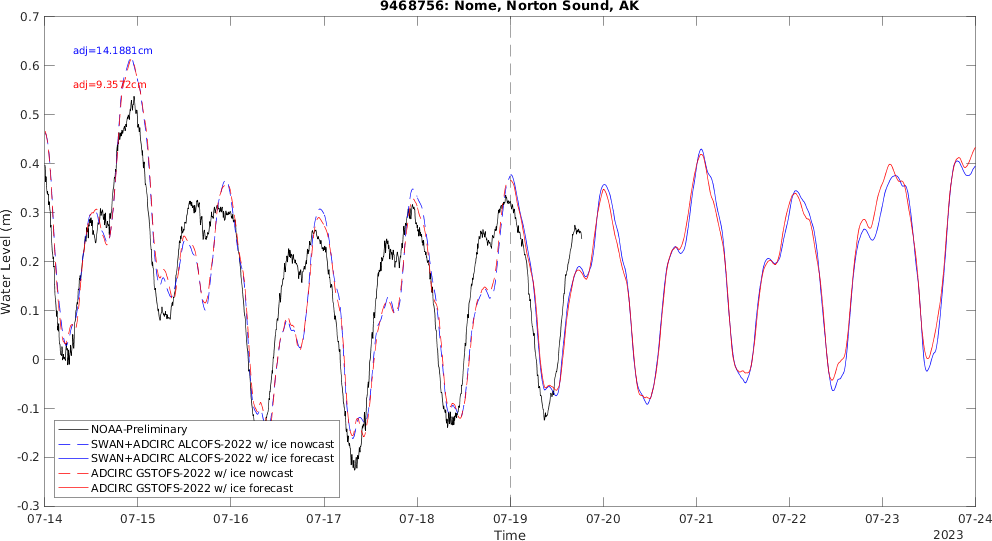 9468756: Nome, Norton Sound, AK
0.7
0.6
0.5
0.4
0.3
0.2
0.1
0
-0.1
-0.2
-0.3
Water Level (m)
adj=14.1881cm
adj=9.3572cm
NOAA-Preliminary
SWAN+ADCIRC ALCOFS-2022 w/ ice nowcast
SWAN+ADCIRC ALCOFS-2022 w/ ice forecast
ADCIRC GSTOFS-2022 w/ ice nowcast
ADCIRC GSTOFS-2022 w/ ice forecast
07-14 07-15 07-16 07-17 07-18 07-19 07-20 07-21 07-22 07-23 07-24
Time
2023